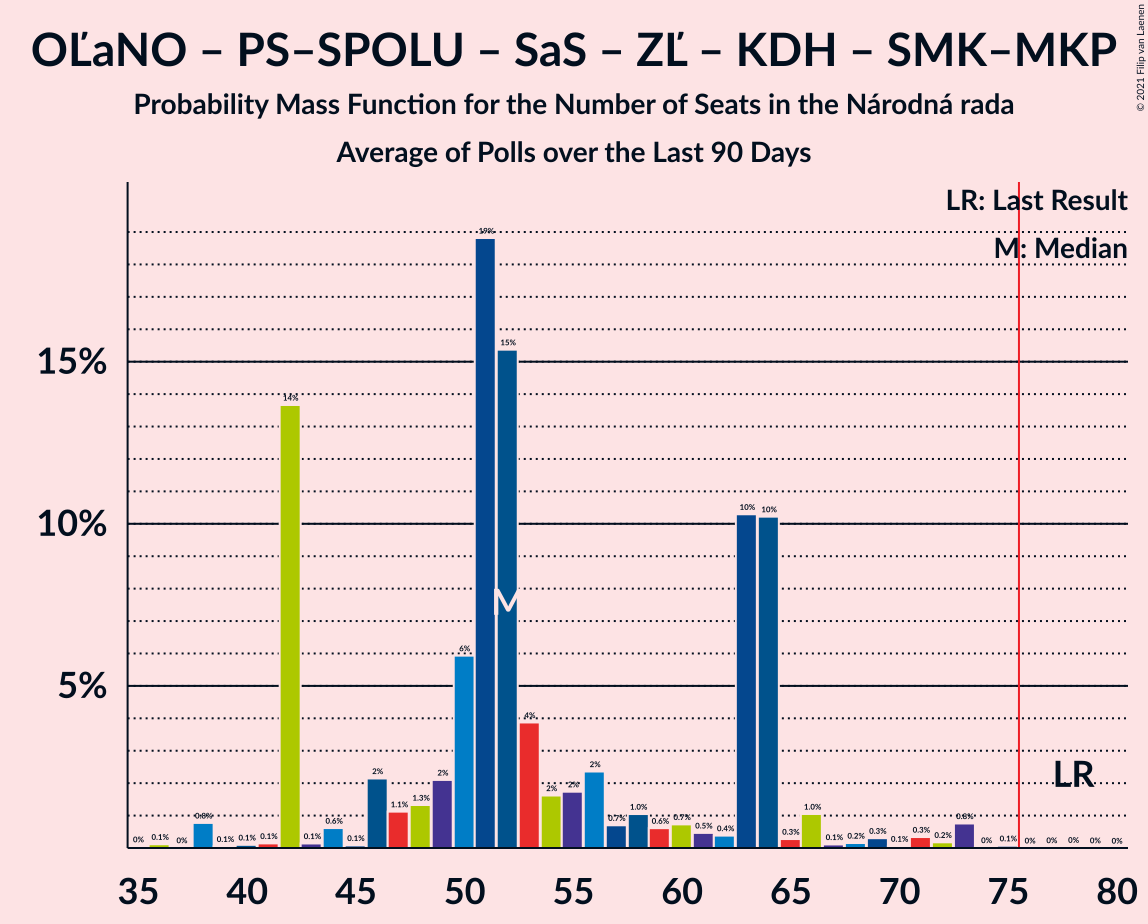 OĽaNO – PS–SPOLU – SaS – ZĽ – KDH – SMK–MKP
Probability Mass Function for the Number of Seats in the Národná rada
Average of Polls over the Last 90 Days
© 2021 Filip van Laenen
LR: Last Result
M: Median
15%
10%
5%
0% 0.1% 0% 0.8% 0.1% 0.1% 0.1% 14% 0.1% 0.6% 0.1% 2% 1.1% 1.3% 2% 6% 19% 15% 4% 2% 2% 2% 0.7% 1.0% 0.6% 0.7% 0.5% 0.4% 10% 10% 0.3% 1.0% 0.1% 0.2% 0.3% 0.1% 0.3% 0.2% 0.8% 0% 0.1% 0% 0% 0% 0% 0%
M
LR
35 40 45 50 55 60 65 70 75 80